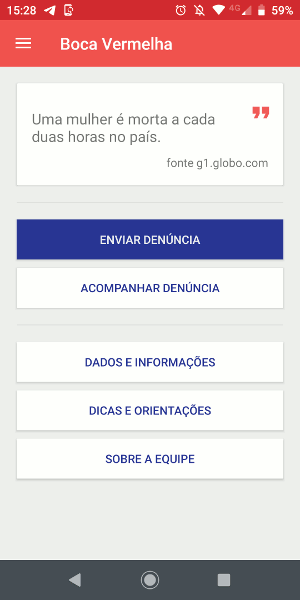 15:28
4G
59%
Boca Vermelha
Uma mulher é morta a cada
duas horas no país.
fonte g1.globo.com
ENVIAR DENÚNCIA
ACOMPANHAR DENÚNCIA
DADOS E INFORMAÇÕES
DICAS E ORIENTAÇÕES
SOBRE A EQUIPE